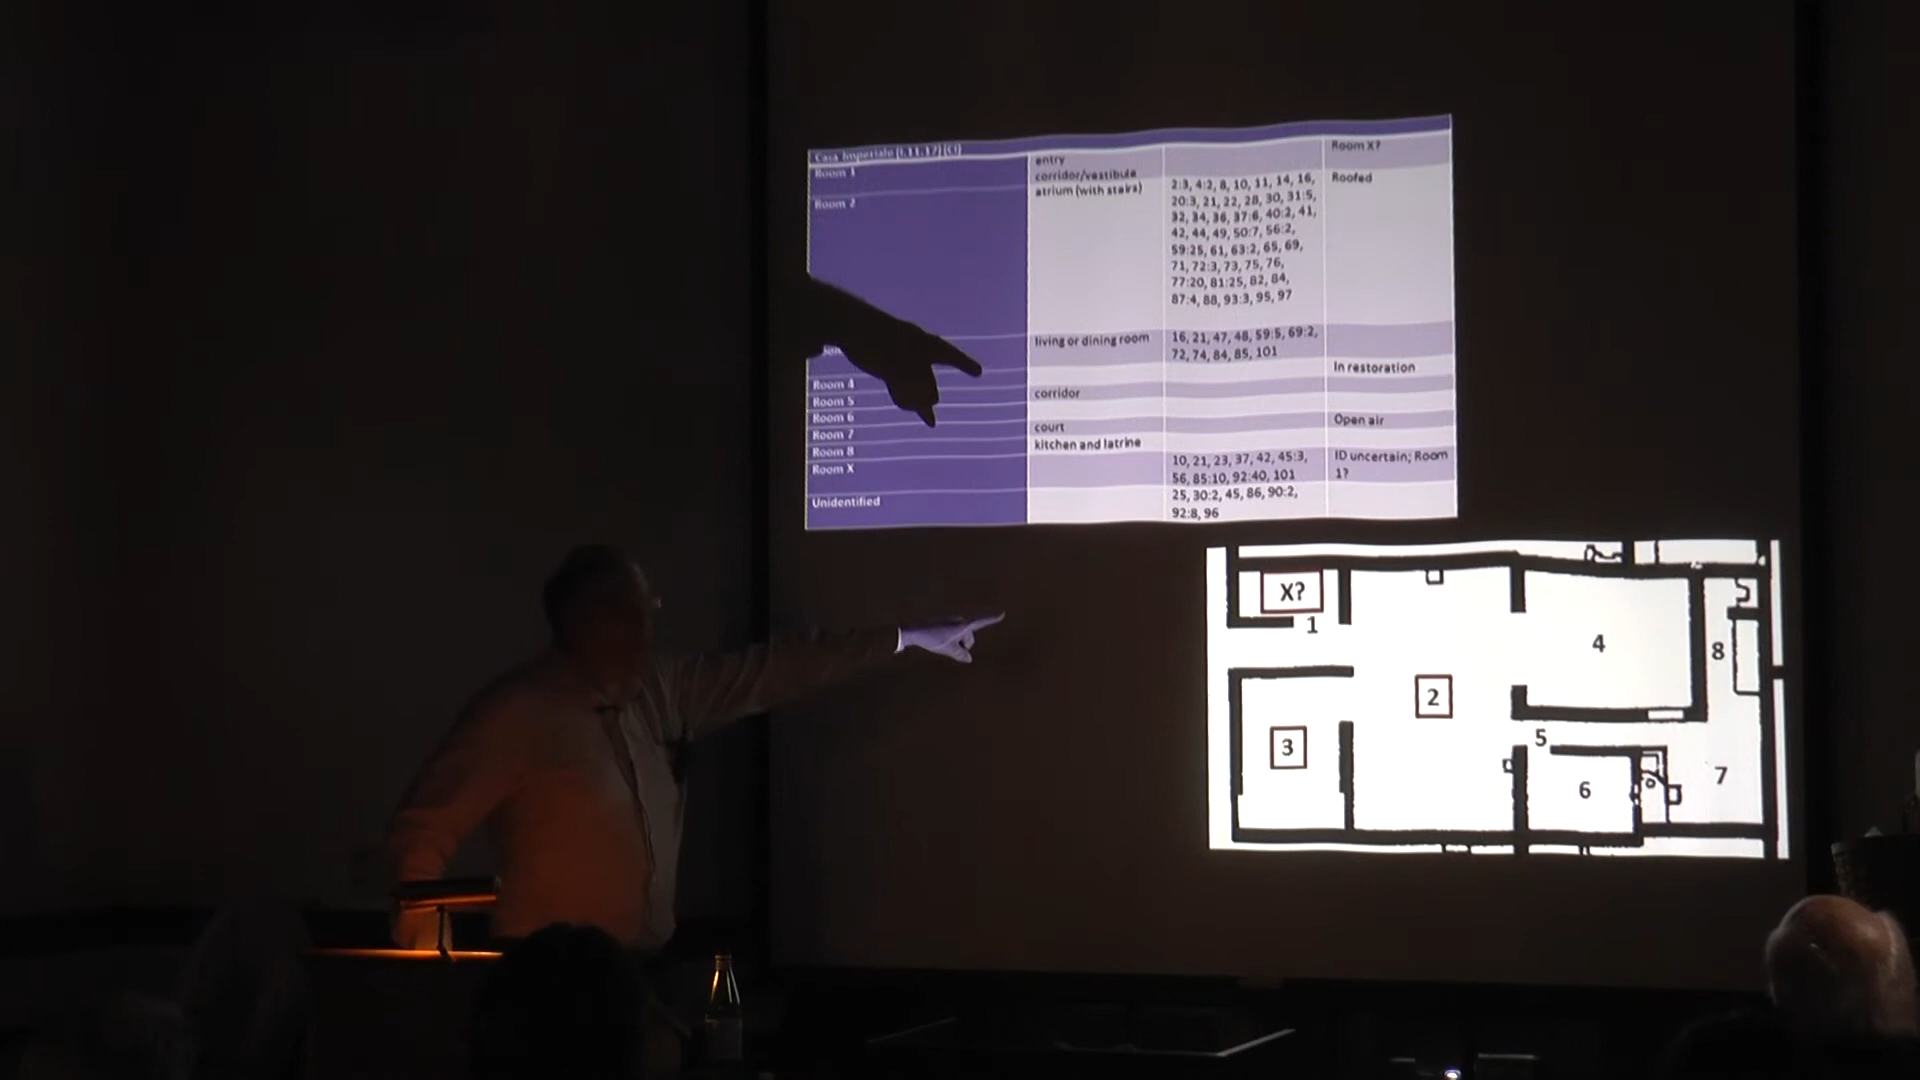 Casa Imperiale (I.11.17) (CI)
Room 1
entry
corridor/vestibule
Room X?
Room 2
atrium (with stairs)
2:3, 4:2, 8, 10, 11, 14, 16,
20:3, 21, 22, 28, 30, 31:5,
32, 34, 36, 37:6, 40:2, 41,
42, 44, 49, 50:7, 56:2,
59:25, 61, 63:2, 65, 69,
71, 72:3, 73, 75, 76,
77:20, 81:25, 82, 84,
87:4, 88, 93:3, 95, 97
Roofed
living or dining room
16, 21, 47, 48, 59:5, 69:2,
72, 74, 84, 85, 101
Room 4
In restoration
Room 5
corridor
Room 6
Room 7
court
Open air
Room 8
kitchen and latrine
Room X
10, 21, 23, 37, 42, 45:3,
56, 85:10, 92:40, 101
ID uncertain; Room
1?
Unidentified
25, 30:2, 45, 86, 90:2,
92:8, 96
X?
1
4
8
2
3
5
6
7